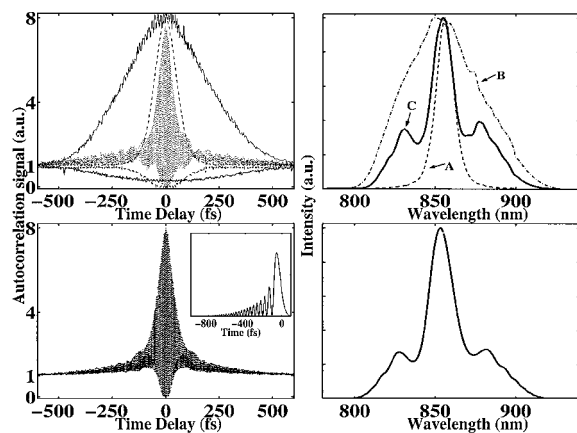 8
4
1
0
-500
-250
0
250
500
Time Delay (fs)
Autocorrelation signal (a.u.)
B
C
A
800
850
900
Wavelength (nm)
Intensity (a.u.)
8
4
1
0
-500
-250
0
250
500
Time Delay (fs)
-800
-400
0
Time (fs)
800
850
900
Wavelength (nm)